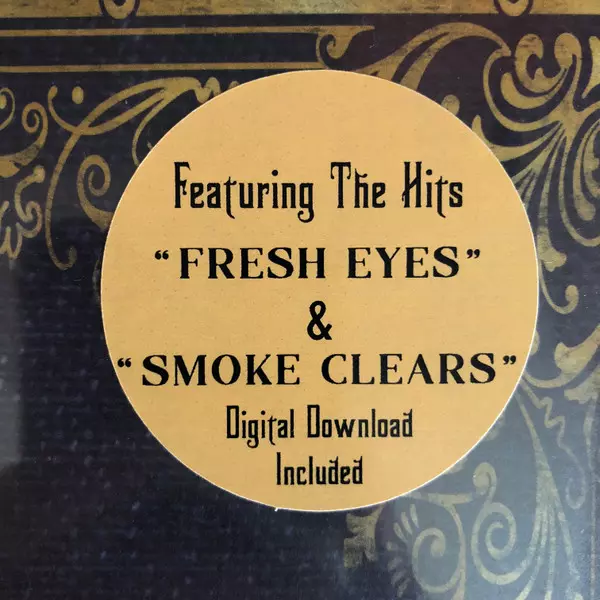 Featuring The Hits
“FRESH EYES”
&
“SMOKE CLEARS”
Digital Download
Included